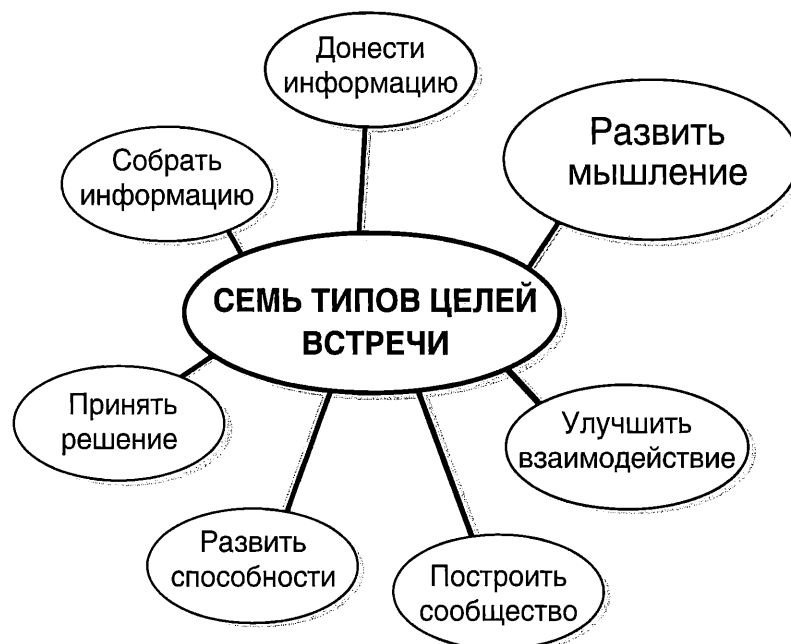 Донести
информацию
Развить
мышление
Собрать
информацию
СЕМЬ ТИПОВ ЦЕЛЕЙ
ВСТРЕЧИ
Принять
решение
Улучшить
взаимодействие
Развить
способности
Построить
сообщество